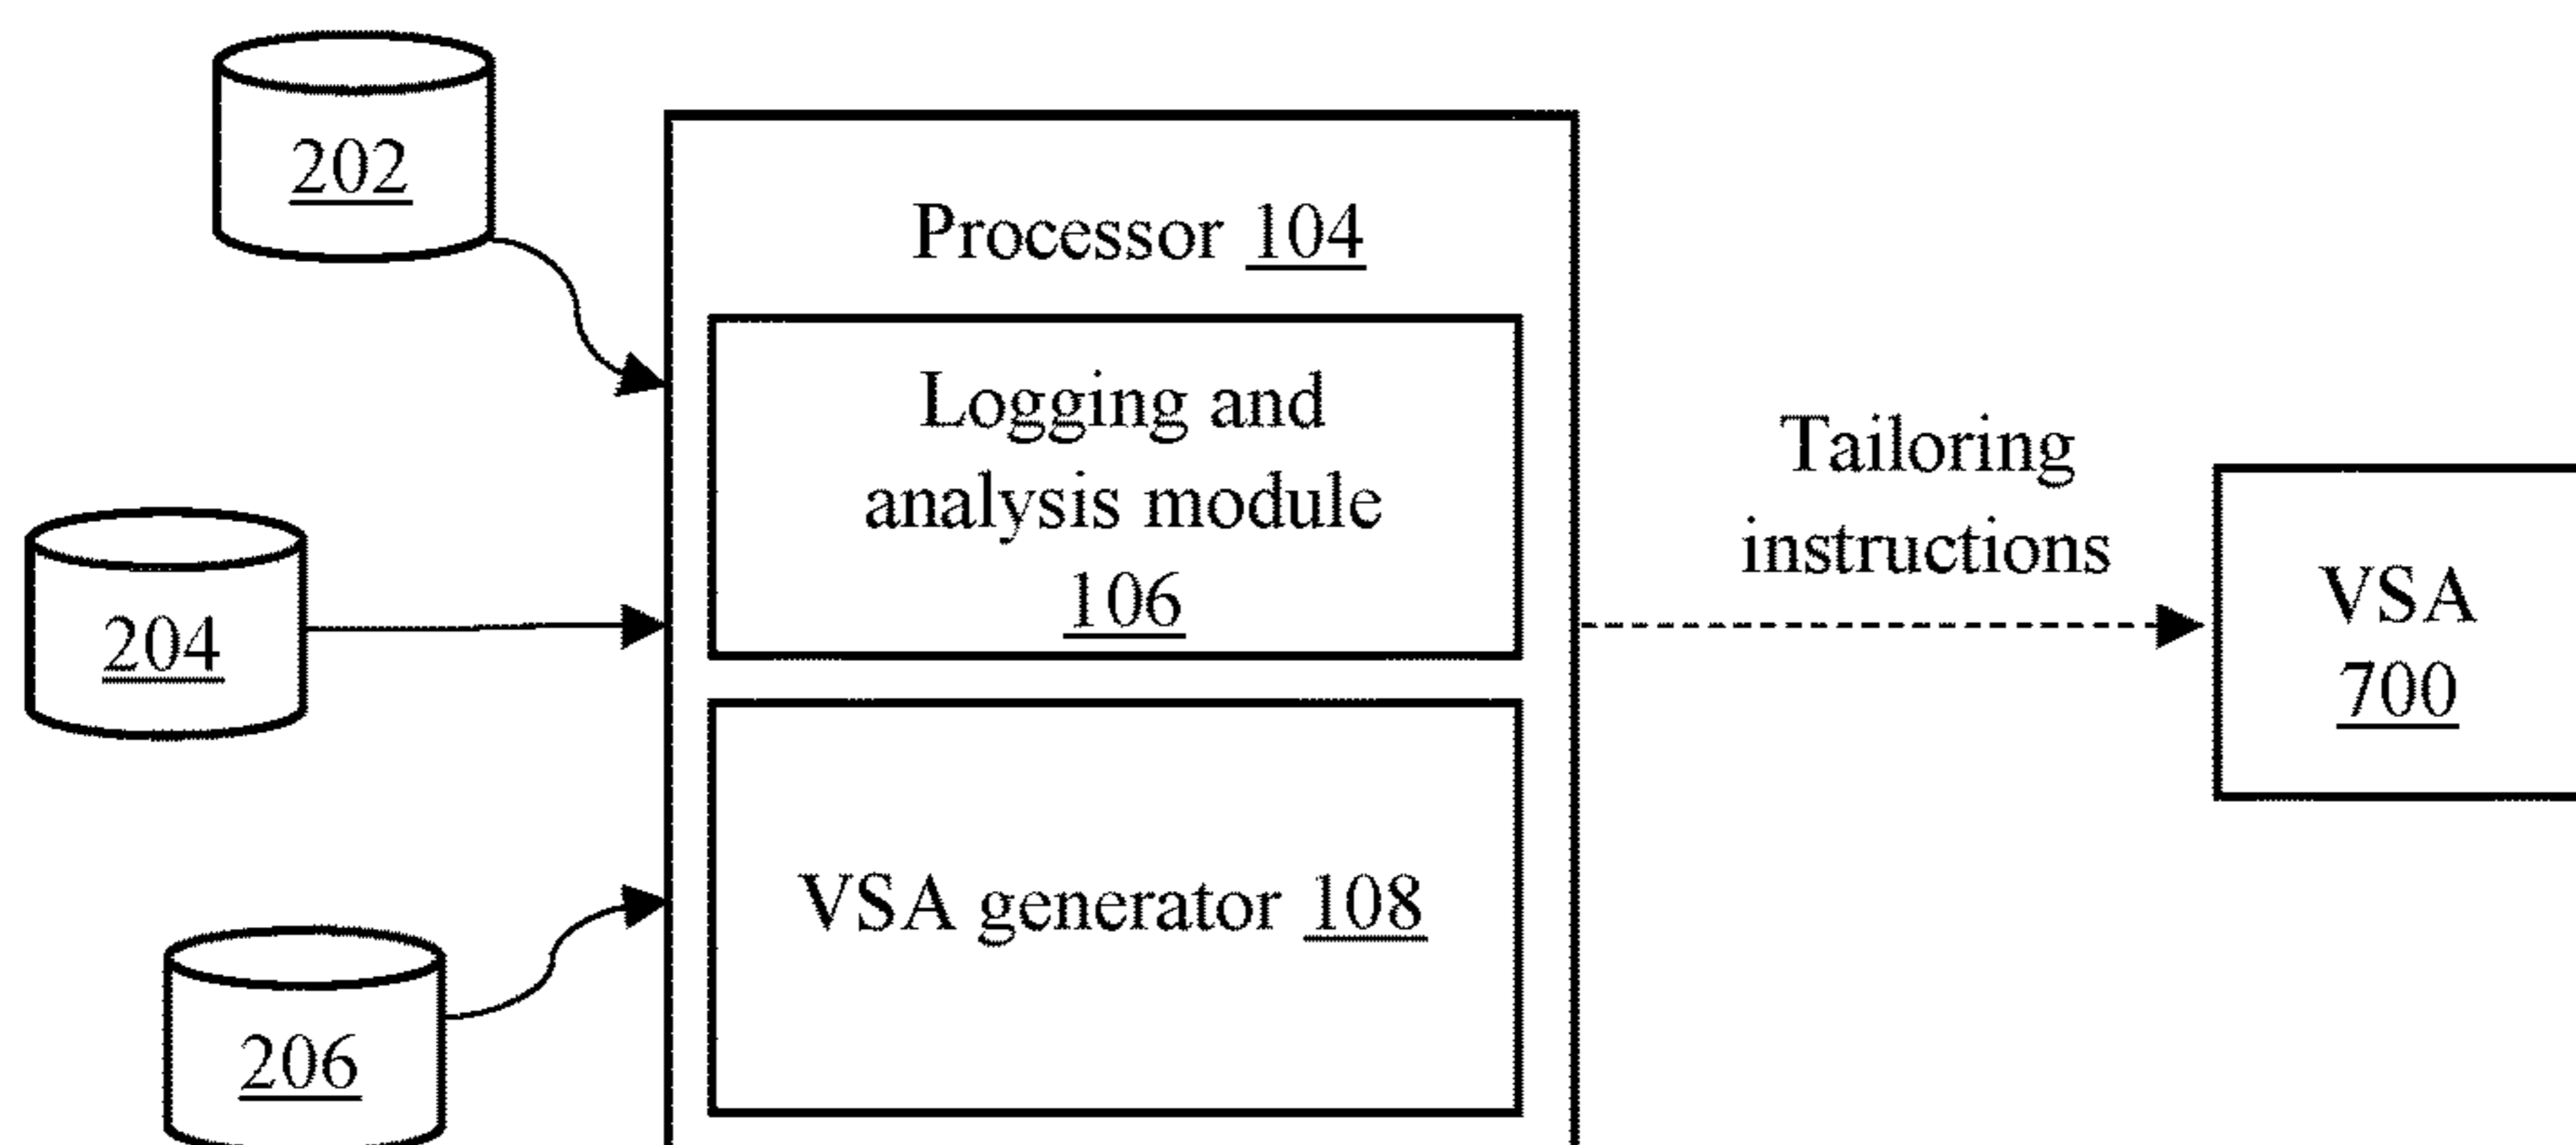 202
Processor 104
Logging and
analysis module
106
Tailoring
instructions
VSA
700
204
VSA generator 108
206